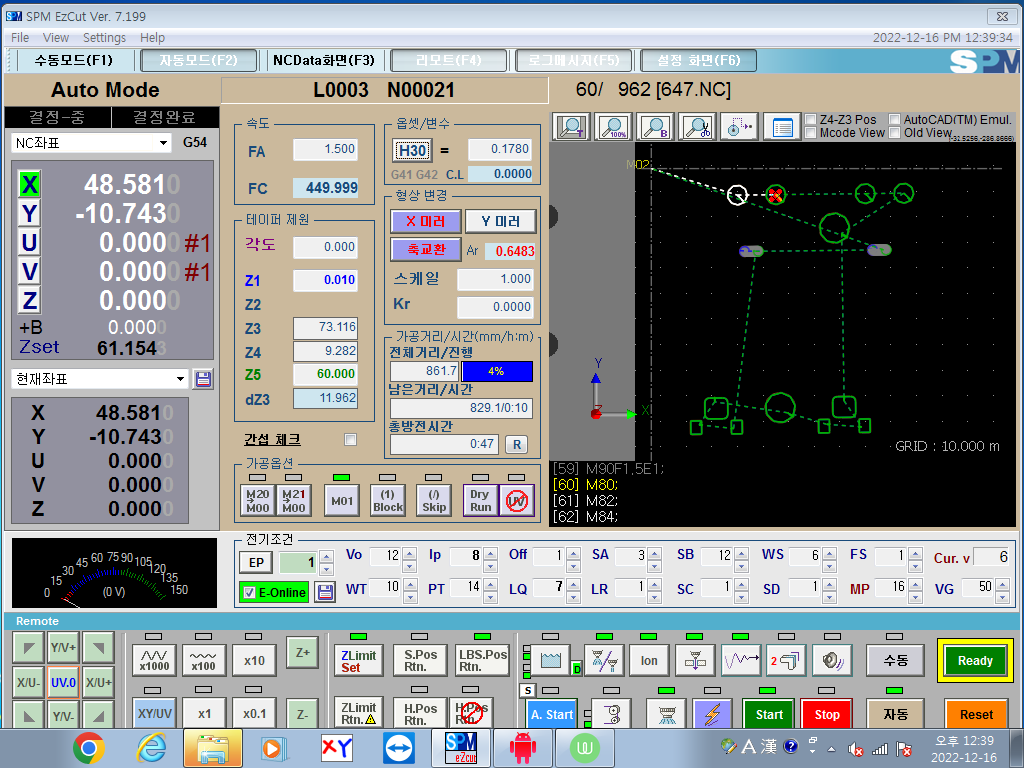 SPM EzCut Ver. 7.199
File View Settings Help
2022-12-16 PM 12:39:34
수동모드(F1) 자동모드(F2) NCData화면(F3) 리모트(F4) 로그메시지(F5) 설정 화면(F6)
SPM
Auto Mode
L0003 N00021
60/ 962 [647.NC]
결정-중 결정완료
NC좌표 G54
X 48.5810
Y -10.7430
U 0.0000 #1
V 0.0000 #1
Z 0.0000
+B 0.0000
Zset 61.1543
현재좌표
X 48.5810
Y -10.7430
U 0.0000
V 0.0000
Z 0.0000
속도
FA 1.500
FC 449.999
테이퍼 제원
각도 0.000
Z1 0.010
Z2
Z3 73.116
Z4 9.282
Z5 60.000
dZ3 11.962
간섭 체크
옵셋/변수
H30 = 0.1780
G41 G42 C.L 0.0000
형상 변경
X 미러 Y 미러
축교환 Ar 0.6483
스케일 1.000
Kr 0.0000
가공거리/시간(mm/h:m)
전체거리/진행
861.7 4%
남은거리/시간
829.1/0:10
총방전시간
0:47 R
가공옵션
M20 M00
M21 M00
M01
(1) Block
(/) Skip
Dry Run
UV
T 100% B
Z4-Z3 Pos AutoCAD(TM) Emul.
Mcode View Old View
-31.5256,-286.8666)
M02
Y
Z X
GRID : 10.000 m
[59] M90F1,5E1;
[60] M80;
[61] M82;
[62] M84;
0 15 30 45 60 75 90 105 120 135 150
(0 V)
전기조건
EP 1
E-Online
Vo 12 Ip 8 Off 1 SA 3 SB 12 WS 6 FS 1 Cur. v 6
WT 10 PT 14 LQ 7 LR 1 SC 1 SD 1 MP 16 VG 50
Remote
Y/V+
X/U- UV.0 X/U+
Y/V-
x1000 x100 x10 Z+
XY/UV x1 x0.1 Z-
ZLimit Set
S.Pos Rtn.
LBS.Pos Rtn.
ZLimit Rtn.
H.Pos Rtn.
H.Pos Rtn.
D
Ion
2
수동
Ready
S
A. Start
Start
Stop
자동
Reset
XY
SPM eZcut
A 漢
오후 12:39
2022-12-16